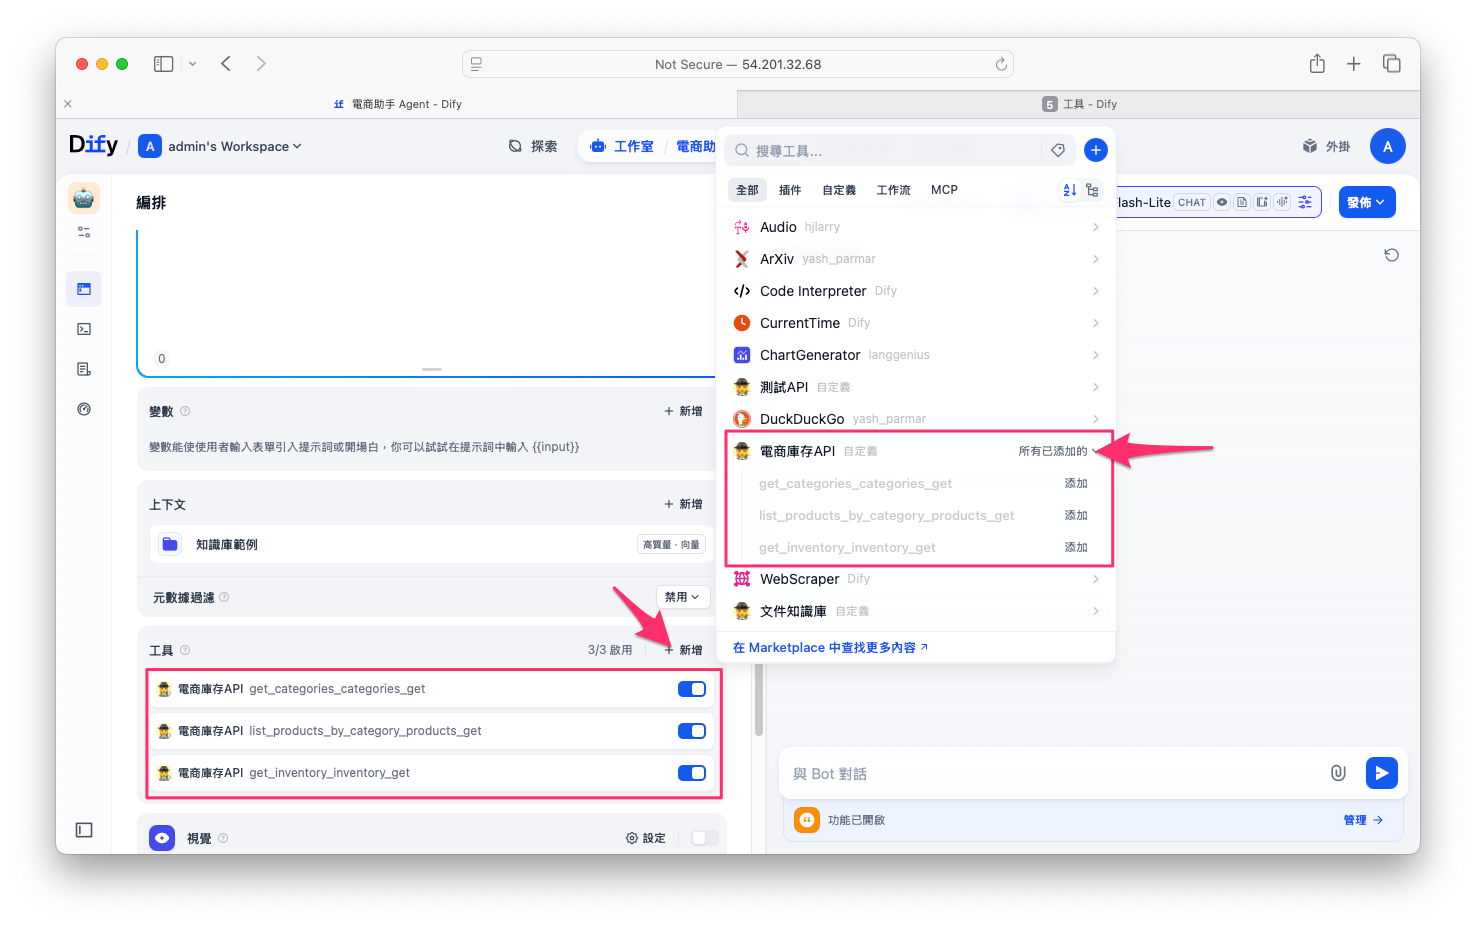 Not Secure — 54.201.32.68
電商助手 Agent - Dify
5 工具 - Dify
Dify / A admin's Workspace
探索
工作室 / 電商助
外掛
A
編排
0
變數
+ 新增
變數能使使用者輸入表單引入提示詞或開場白，你可以試試在提示詞中輸入 {{input}}
上下文
+ 新增
知識庫範例
高質量 · 向量
元數據過濾
禁用
工具
3/3 啟用
+ 新增
電商庫存API get_categories_categories_get
電商庫存API list_products_by_category_products_get
電商庫存API get_inventory_inventory_get
視覺
設定
搜尋工具...
全部 插件 自定義 工作流 MCP
Audio hjlarry
ArXiv yash_parmar
Code Interpreter Dify
CurrentTime Dify
ChartGenerator langgenius
測試API 自定義
DuckDuckGo yash_parmar
電商庫存API 自定義 所有已添加的
get_categories_categories_get 添加
list_products_by_category_products_get 添加
get_inventory_inventory_get 添加
WebScraper Dify
文件知識庫 自定義
在 Marketplace 中查找更多內容
lash-Lite CHAT
發佈
與 Bot 對話
功能已開啟
管理